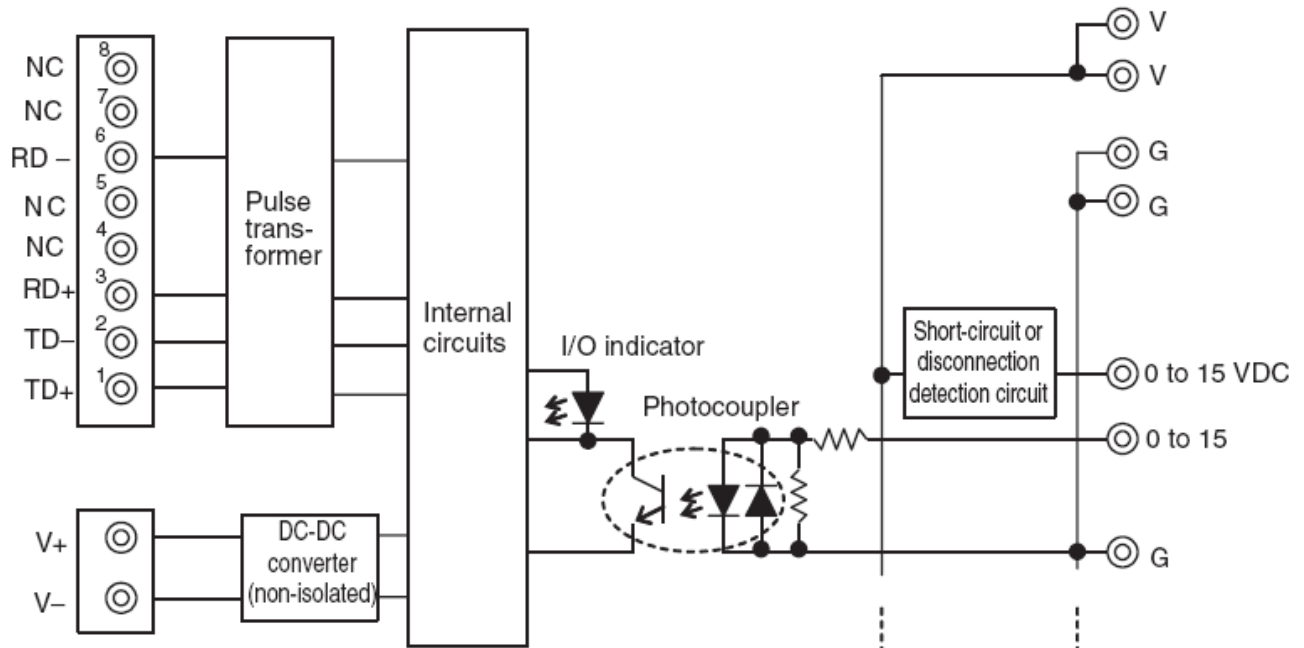 NC 8
NC 7
RD – 6
N C 5
NC 4
RD+ 3
TD– 2
TD+ 1
Pulse
trans-
former
Internal
circuits
V+
V–
DC-DC
converter
(non-isolated)
I/O indicator
Photocoupler
Short-circuit or
disconnection
detection circuit
V
V
G
G
0 to 15 VDC
0 to 15
G